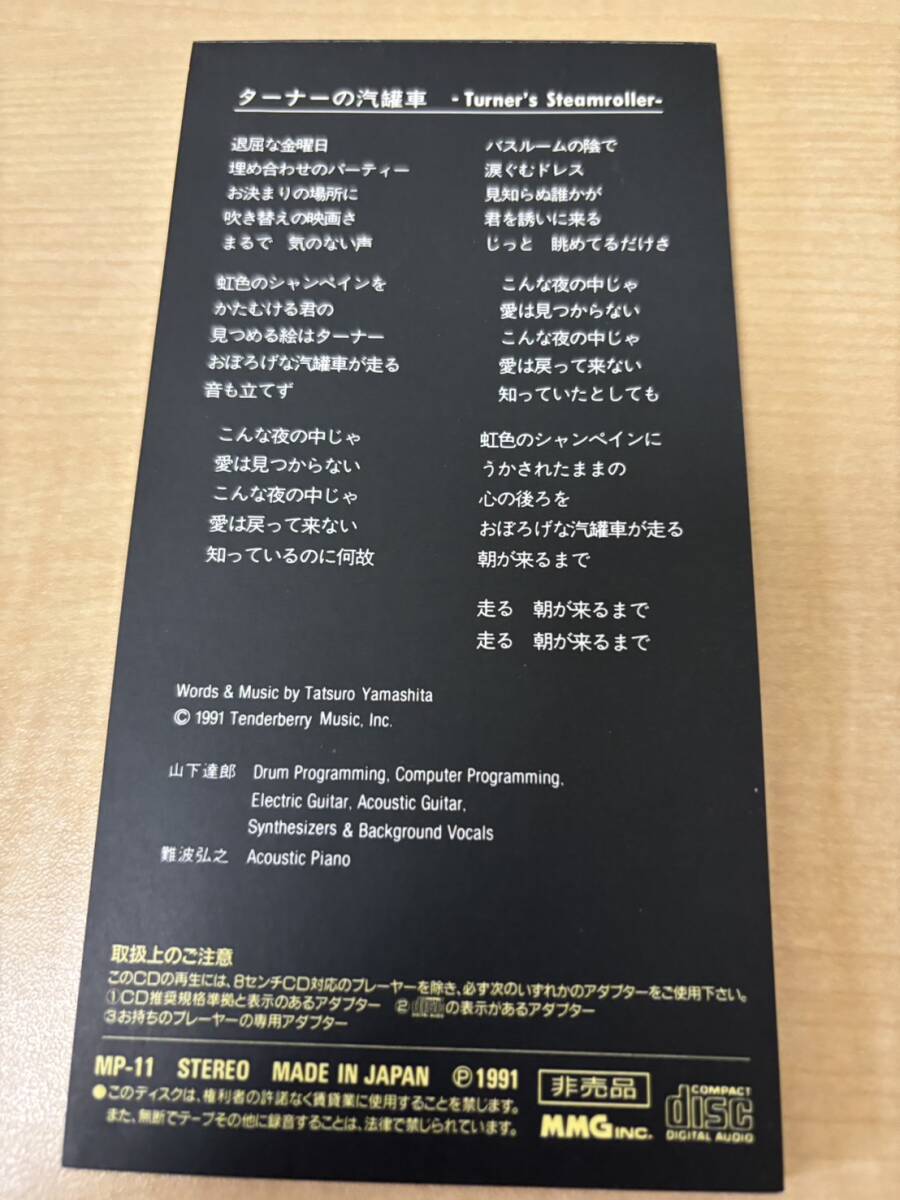 ターナーの汽罐車 -Turner's Steamroller-
退屈な金曜日
埋め合わせのパーティー
お決まりの場所に
吹き替えの映画さ
まるで 気のない声
虹色のシャンペインを
かたむける君の
見つめる絵はターナー
おぼろげな汽罐車が走る
音も立てず
こんな夜の中じゃ
愛は見つからない
こんな夜の中じゃ
愛は戻って来ない
知っているのに何故
バスルームの陰で
涙ぐむドレス
見知らぬ誰かが
君を誘いに来る
じっと 眺めてるだけさ
こんな夜の中じゃ
愛は見つからない
こんな夜の中じゃ
愛は戻って来ない
知っていたとしても
虹色のシャンペインに
うかされたままの
心の後ろを
おぼろげな汽罐車が走る
朝が来るまで
走る 朝が来るまで
走る 朝が来るまで
Words & Music by Tatsuro Yamashita
© 1991 Tenderberry Music, Inc.
山下達郎 Drum Programming, Computer Programming,
Electric Guitar, Acoustic Guitar,
Synthesizers & Background Vocals
難波弘之 Acoustic Piano
取扱上のご注意
このCDの再生には、8センチCD対応のプレーヤーを除き、必ず次のいずれかのアダプターをご使用下さい。
①CD推奨規格準拠と表示のあるアダプター ②discの表示があるアダプター
③お持ちのプレーヤーの専用アダプター
MP-11 STEREO MADE IN JAPAN ℗1991 非売品
●このディスクは、権利者の許諾なく賃貸業に使用することを禁じます。
また、無断でテープその他に録音することは、法律で禁じられています。
MMG INC.
COMPACT disc DIGITAL AUDIO